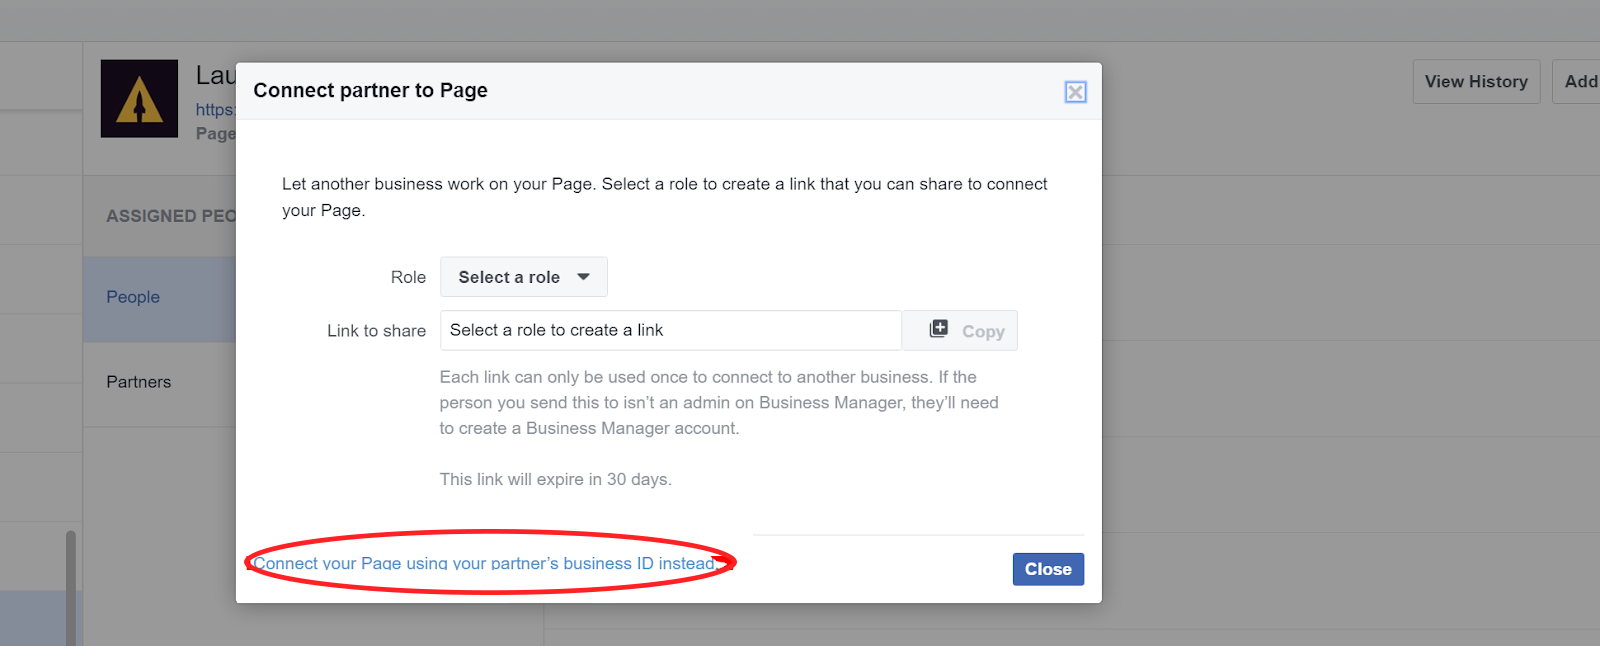 Lau
https:
Page
View History
Add
ASSIGNED PEO
People
Partners
Connect partner to Page
Let another business work on your Page. Select a role to create a link that you can share to connect
your Page.
Role
Select a role
Link to share
Select a role to create a link
Copy
Each link can only be used once to connect to another business. If the
person you send this to isn’t an admin on Business Manager, they’ll need
to create a Business Manager account.
This link will expire in 30 days.
Connect your Page using your partner’s business ID instead.
Close